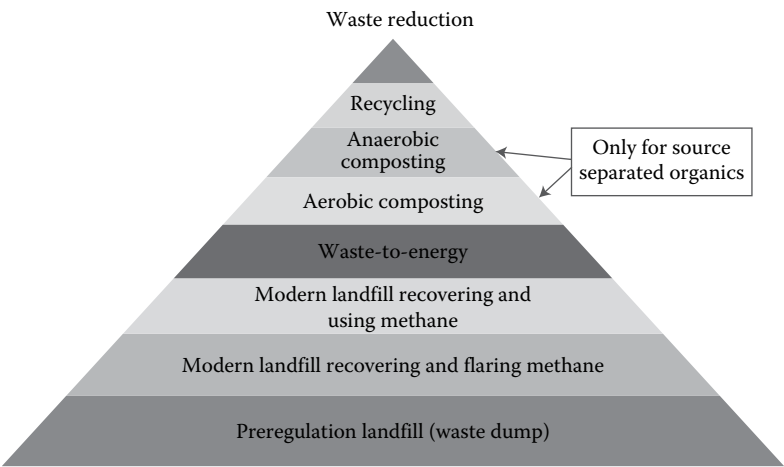 Waste reduction
Recycling
Anaerobic
composting
Only for source
separated organics
Aerobic composting
Waste-to-energy
Modern landfill recovering and
using methane
Modern landfill recovering and flaring methane
Preregulation landfill (waste dump)